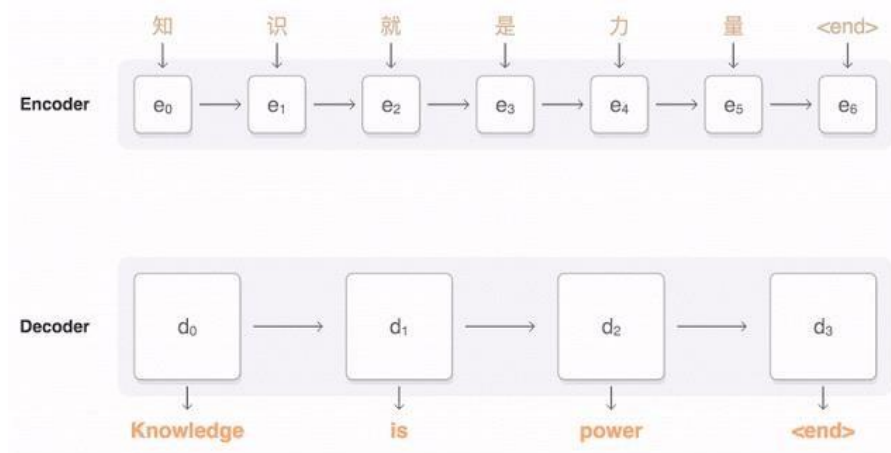 知 识 就 是 力 量 <end>
Encoder e₀ e₁ e₂ e₃ e₄ e₅ e₆
Decoder d₀ d₁ d₂ d₃
Knowledge is power <end>